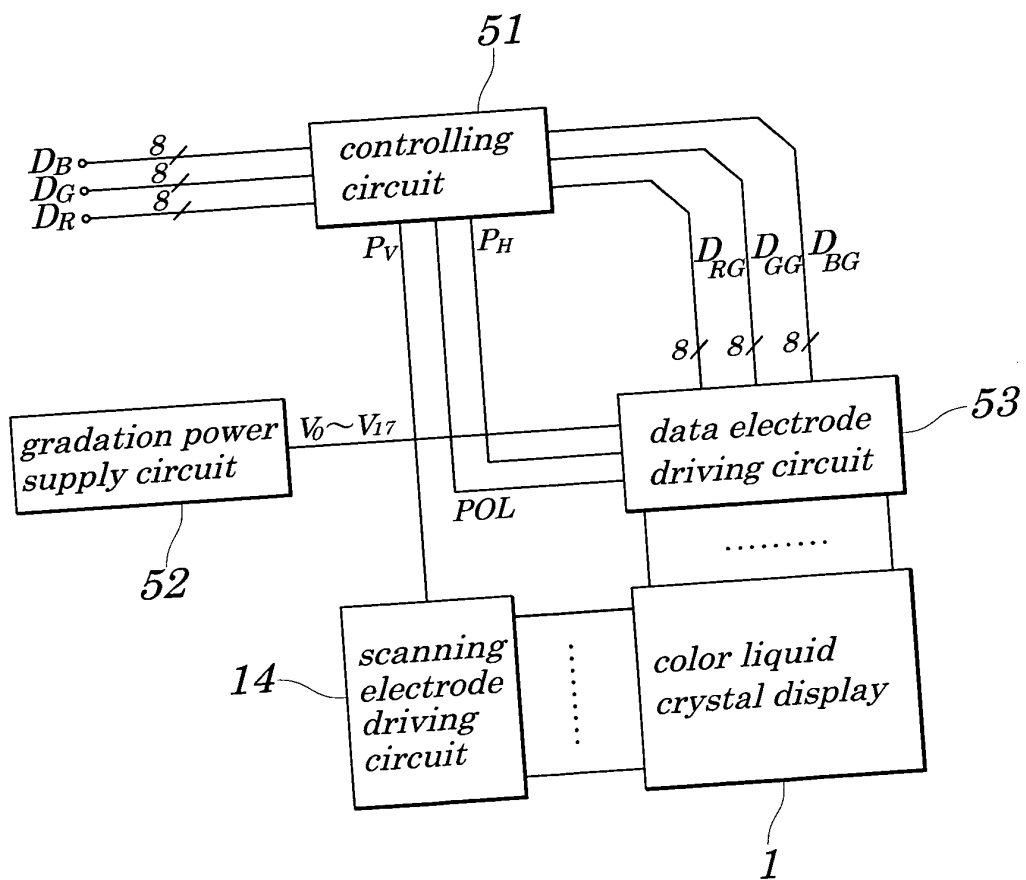 51
controlling
circuit
D_B 8
D_G 8
D_R 8
P_V
P_H
D_RG
D_GG
D_BG
8
8
8
gradation power
supply circuit
52
V_0~V_17
POL
data electrode
driving circuit
53
.........
scanning
electrode
driving
circuit
14
color liquid
crystal display
1